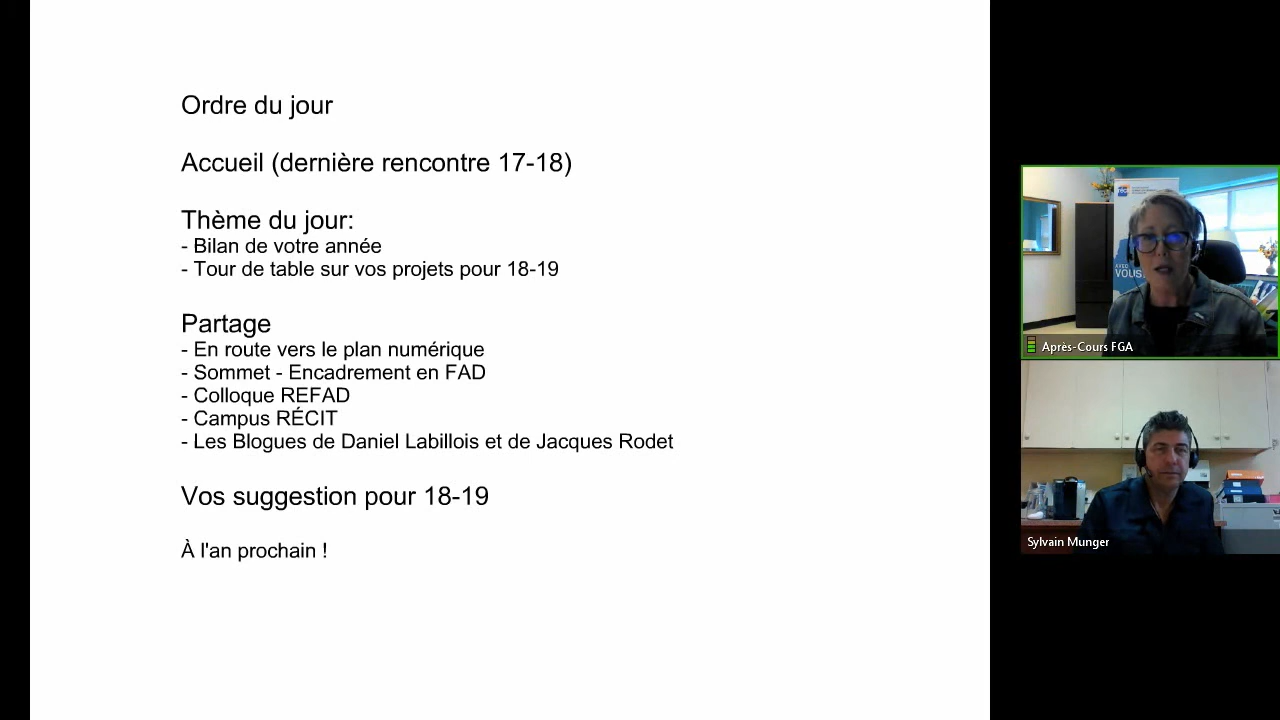 Ordre du jour
Accueil (dernière rencontre 17-18)
Thème du jour:
- Bilan de votre année
- Tour de table sur vos projets pour 18-19
Partage
- En route vers le plan numérique
- Sommet - Encadrement en FAD
- Colloque REFAD
- Campus RÉCIT
- Les Blogues de Daniel Labillois et de Jacques Rodet
Vos suggestion pour 18-19
À l'an prochain !
AVEC
VOUS
Après-Cours FGA
Sylvain Munger